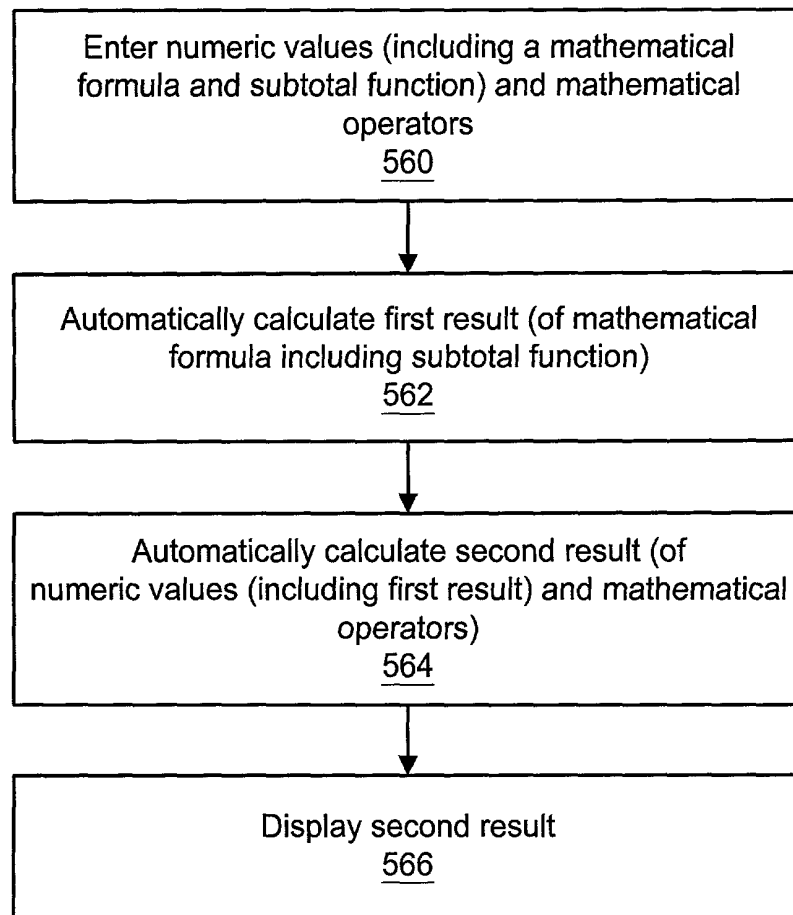 Enter numeric values (including a mathematical
formula and subtotal function) and mathematical
operators
560
Automatically calculate first result (of mathematical
formula including subtotal function)
562
Automatically calculate second result (of
numeric values (including first result) and mathematical
operators)
564
Display second result
566